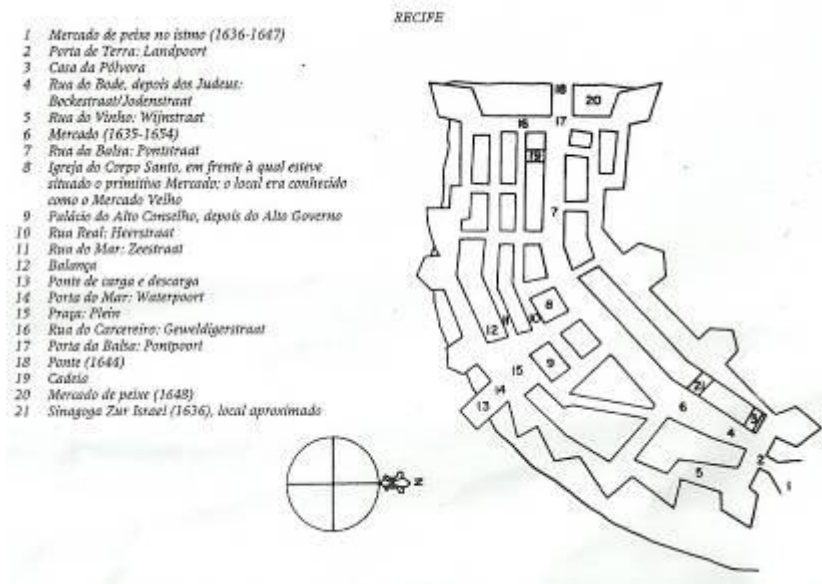 RECIFE
1 Mercado de peixe no istmo (1636-1647)
2 Porta de Terra: Landpoort
3 Casa da Pólvora
4 Rua do Bode, depois dos Judeus:
Bockestraat/Jodenstraat
5 Rua do Vinho: Wijnstraat
6 Mercado (1635-1654)
7 Rua da Balsa: Pontstraat
8 Igreja do Corpo Santo, em frente à qual esteve
situado o primitivo Mercado; o local era conhecido
como o Mercado Velho
9 Palácio do Alto Conselho, depois do Alto Governo
10 Rua Real: Heerstraat
11 Rua do Mar: Zeestraat
12 Balança
13 Ponte de carga e descarga
14 Porta do Mar: Waterpoort
15 Praça: Plein
16 Rua do Carcereiro: Geweldigerstraat
17 Porta da Balsa: Pontpoort
18 Ponte (1644)
19 Cadeia
20 Mercado de peixe (1648)
21 Sinagoga Zur Israel (1636), local aproximado
18
20
16
17
19
7
8
10
11
12
9
15
14
13
21
6
4
3
2
5
1
N